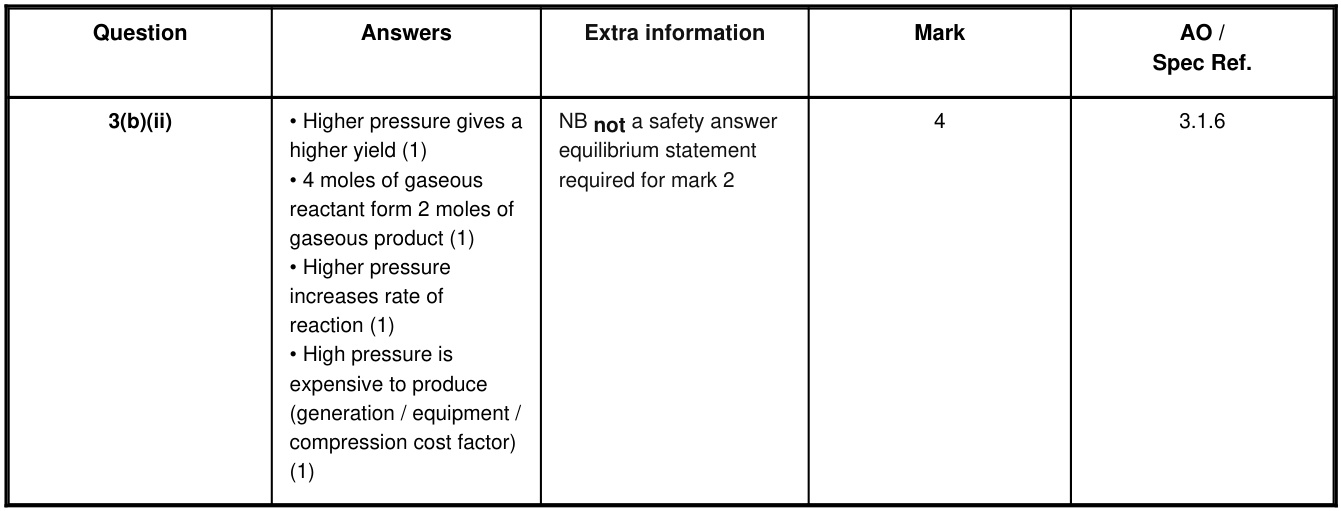 Question
Answers
Extra information
Mark
AO /
Spec Ref.
3(b)(ii)
• Higher pressure gives a
higher yield (1)
• 4 moles of gaseous
reactant form 2 moles of
gaseous product (1)
• Higher pressure
increases rate of
reaction (1)
• High pressure is
expensive to produce
(generation / equipment /
compression cost factor)
(1)
NB not a safety answer
equilibrium statement
required for mark 2
4
3.1.6